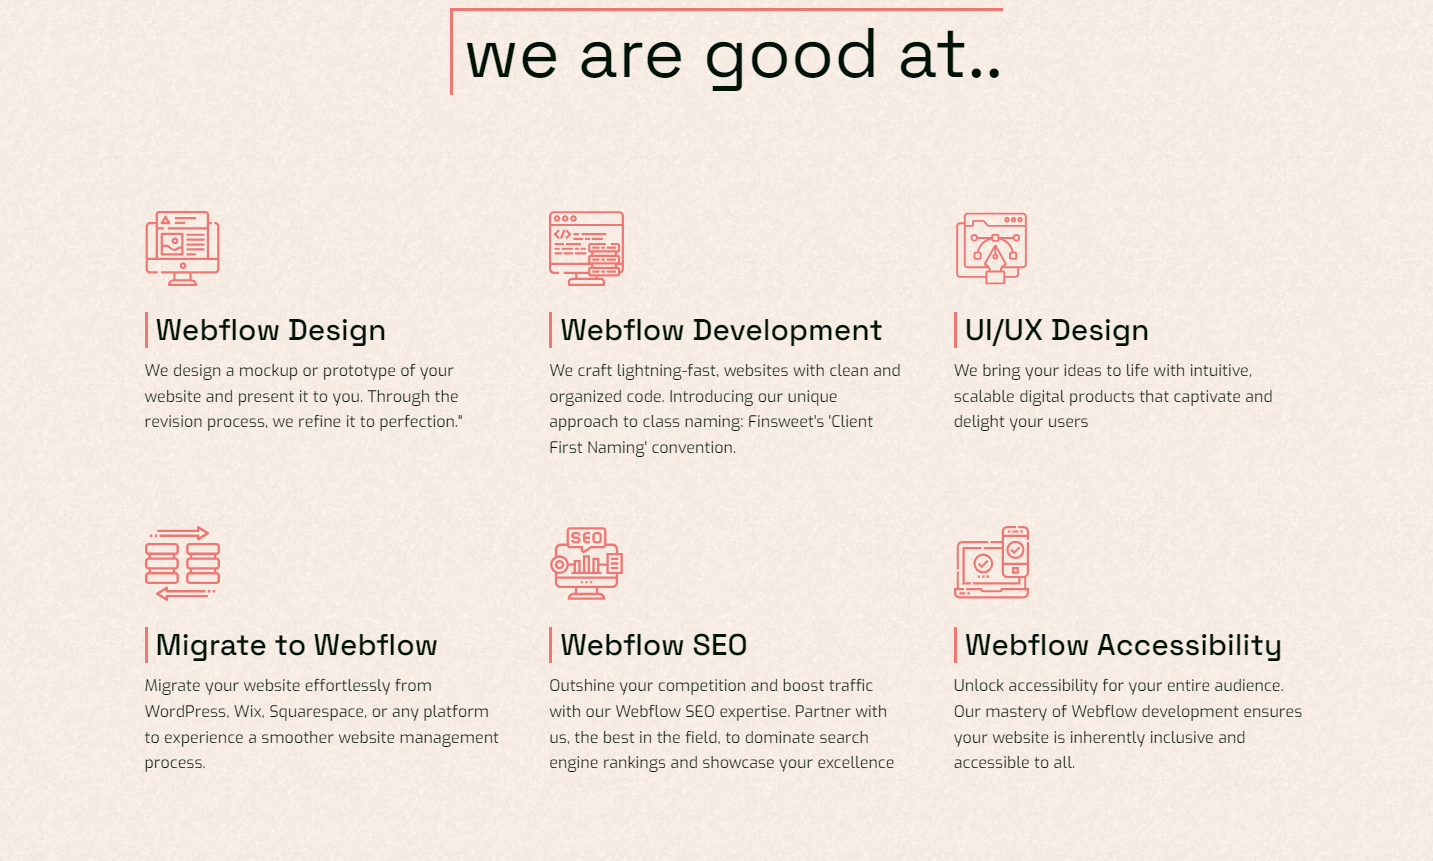 we are good at..
Webflow Design
We design a mockup or prototype of your
website and present it to you. Through the
revision process, we refine it to perfection."
Webflow Development
We craft lightning-fast, websites with clean and
organized code. Introducing our unique
approach to class naming: Finsweet's 'Client
First Naming' convention.
UI/UX Design
We bring your ideas to life with intuitive,
scalable digital products that captivate and
delight your users
Migrate to Webflow
Migrate your website effortlessly from
WordPress, Wix, Squarespace, or any platform
to experience a smoother website management
process.
SEO
Webflow SEO
Outshine your competition and boost traffic
with our Webflow SEO expertise. Partner with
us, the best in the field, to dominate search
engine rankings and showcase your excellence
Webflow Accessibility
Unlock accessibility for your entire audience.
Our mastery of Webflow development ensures
your website is inherently inclusive and
accessible to all.